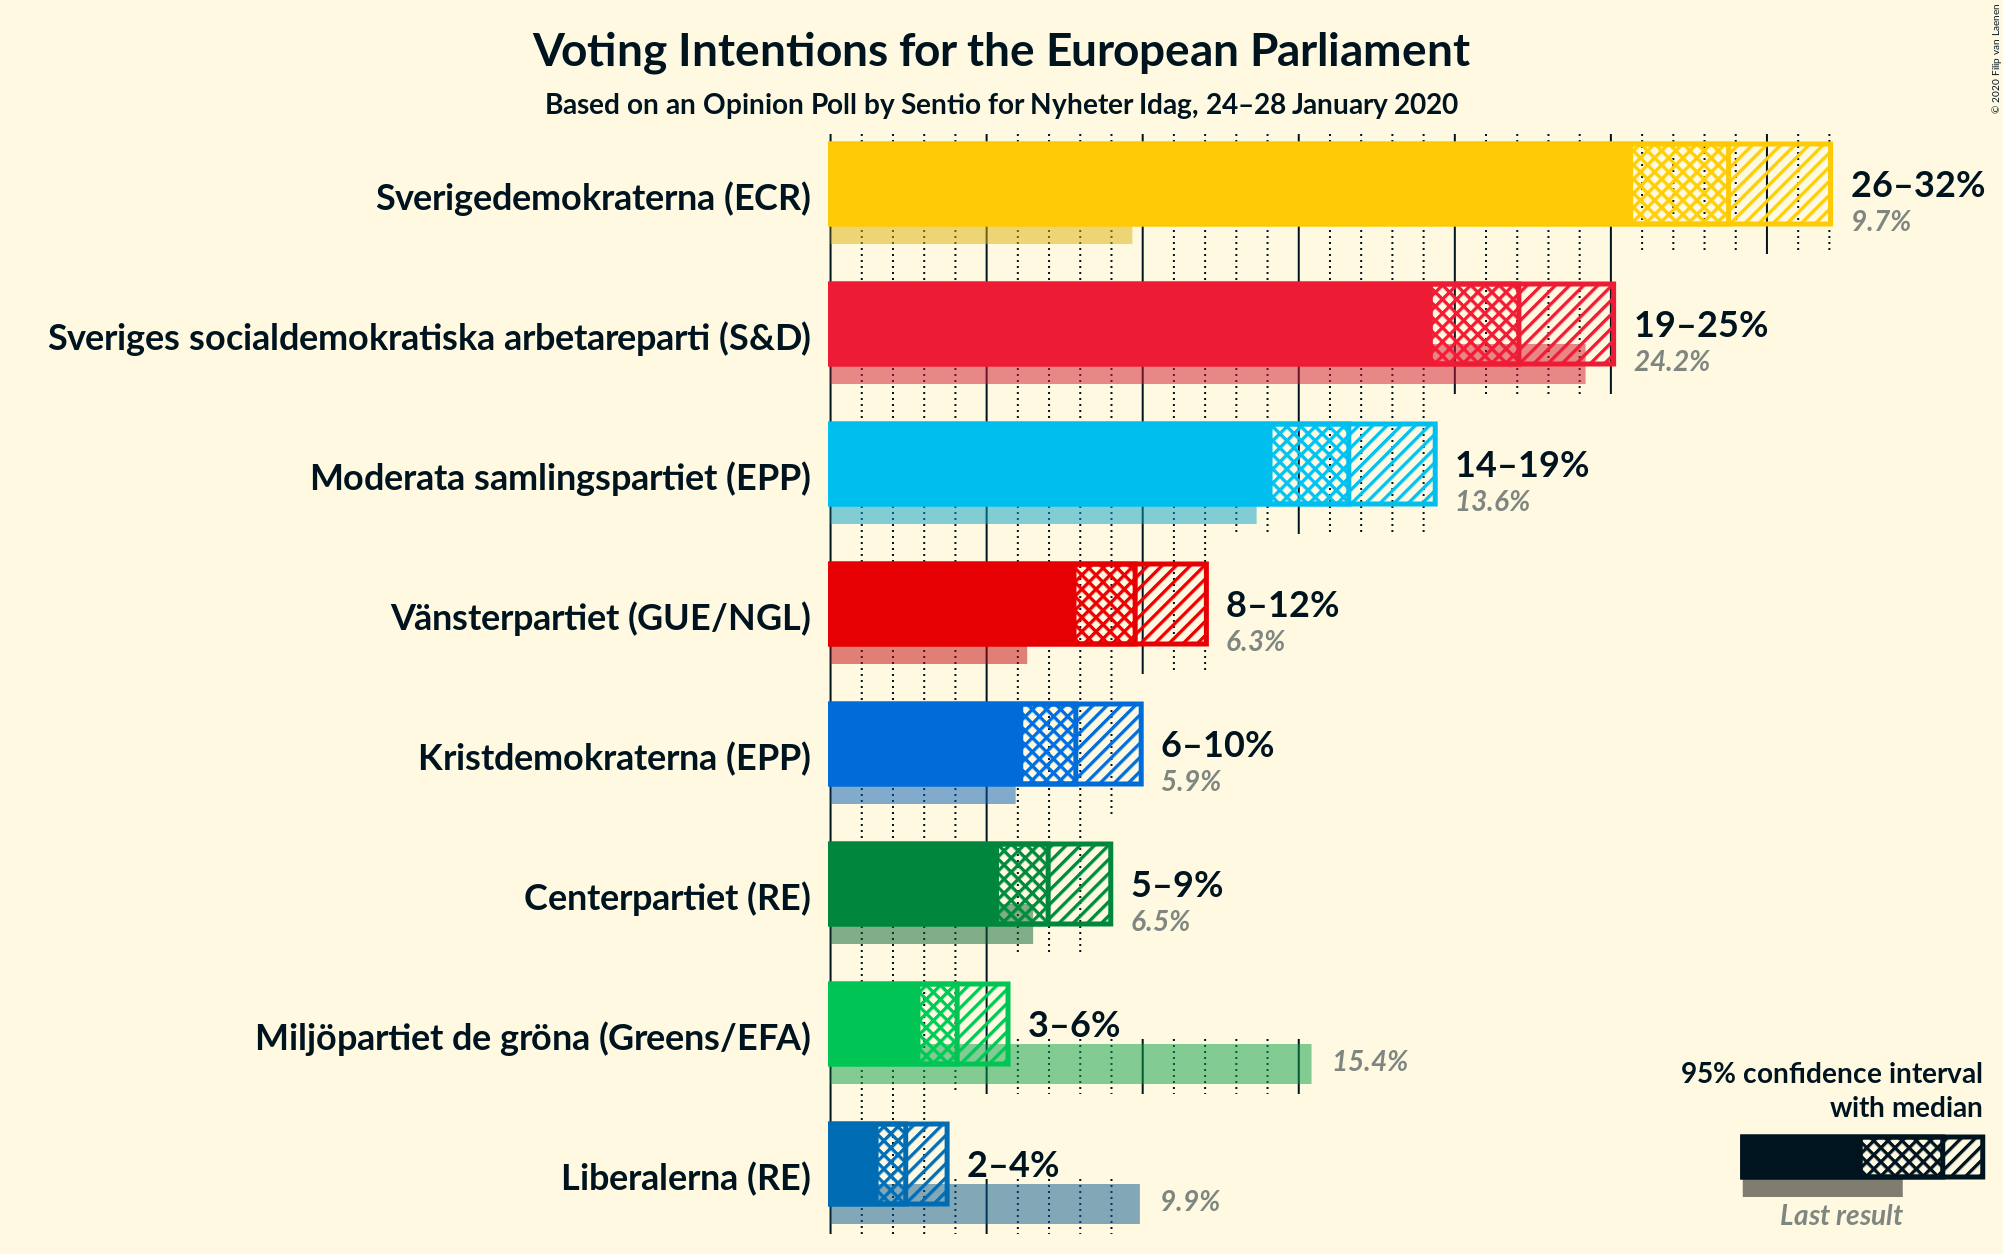 Voting Intentions for the European Parliament
Based on an Opinion Poll by Sentio for Nyheter Idag, 24–28 January 2020
© 2020 Filip van Laenen
Sverigedemokraterna (ECR)
26–32%
9.7%
Sveriges socialdemokratiska arbetareparti (S&D)
19–25%
24.2%
Moderata samlingspartiet (EPP)
14–19%
13.6%
Vänsterpartiet (GUE/NGL)
8–12%
6.3%
Kristdemokraterna (EPP)
6–10%
5.9%
Centerpartiet (RE)
5–9%
6.5%
Miljöpartiet de gröna (Greens/EFA)
3–6%
15.4%
Liberalerna (RE)
2–4%
9.9%
95% confidence interval
with median
Last result